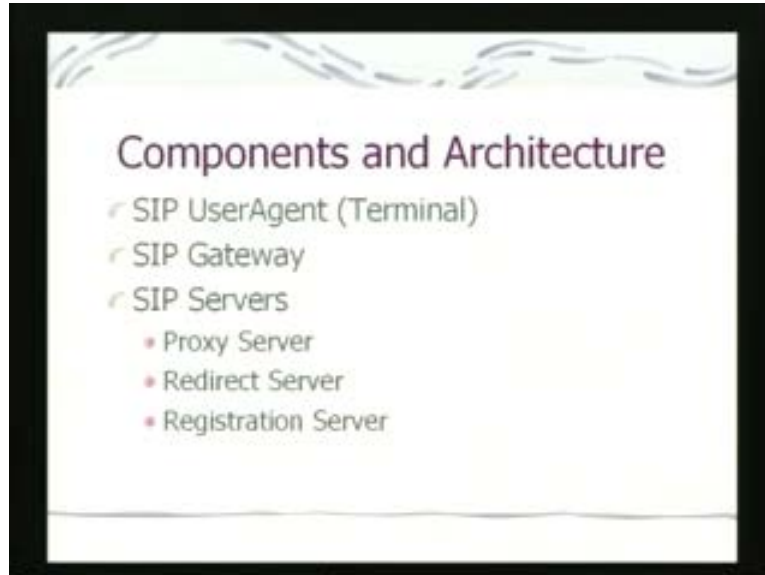 Components and Architecture
SIP UserAgent (Terminal)
SIP Gateway
SIP Servers
Proxy Server
Redirect Server
Registration Server